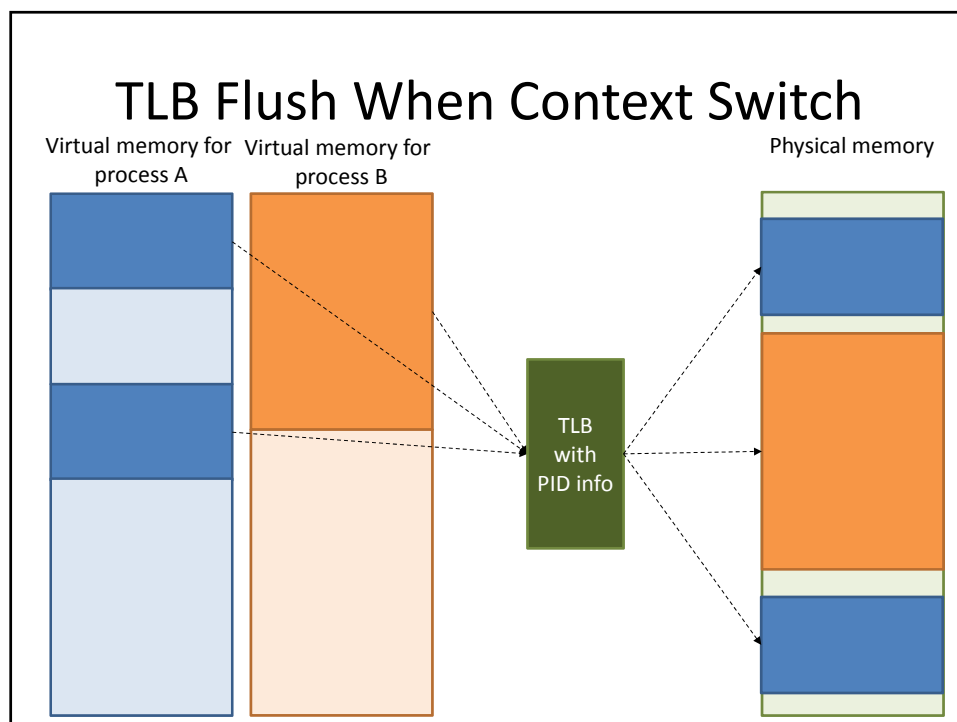 TLB Flush When Context Switch
Virtual memory for
process A
Virtual memory for
process B
Physical memory
TLB
with
PID info